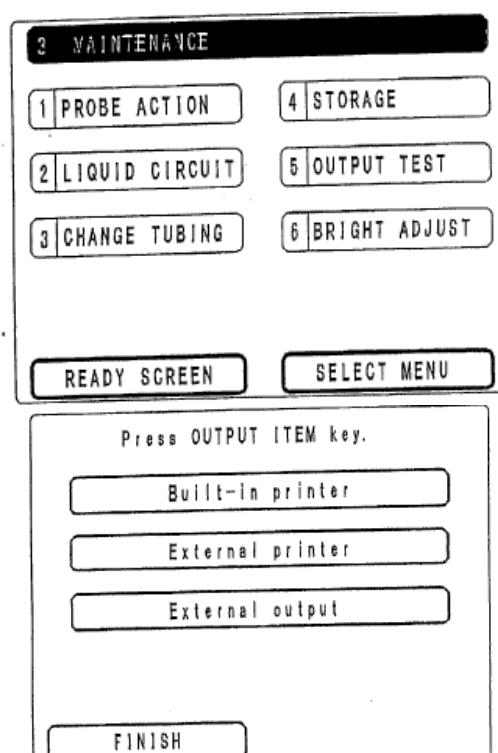 3 MAINTENANCE
1 PROBE ACTION
4 STORAGE
2 LIQUID CIRCUIT
5 OUTPUT TEST
3 CHANGE TUBING
6 BRIGHT ADJUST
READY SCREEN
SELECT MENU
Press OUTPUT ITEM key.
Built-in printer
External printer
External output
FINISH